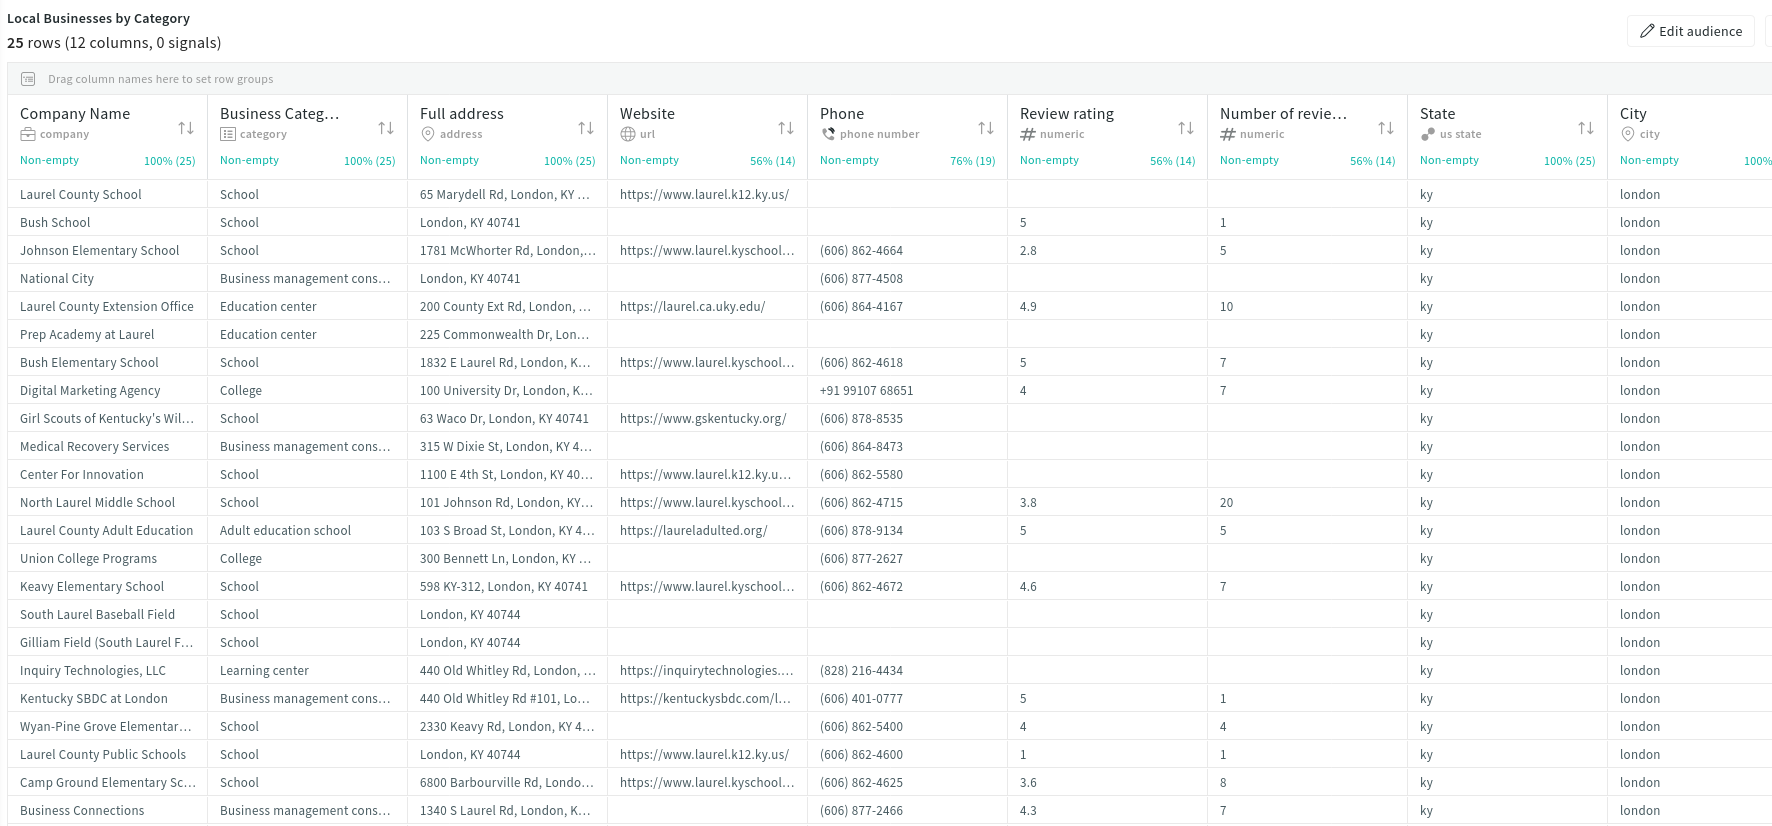 Local Businesses by Category
25 rows (12 columns, 0 signals)
Edit audience
Drag column names here to set row groups
Company Name Business Categ... Full address Website Phone Review rating Number of revie... State City
company category address url phone number numeric numeric us state city
Non-empty 100% (25) Non-empty 100% (25) Non-empty 100% (25) Non-empty 56% (14) Non-empty 76% (19) Non-empty 56% (14) Non-empty 56% (14) Non-empty 100% (25) Non-empty 100%
Laurel County School School 65 Marydell Rd, London, KY ... https://www.laurel.k12.ky.us/ ky london
Bush School School London, KY 40741 5 1 ky london
Johnson Elementary School School 1781 McWhorter Rd, London,... https://www.laurel.kyschool... (606) 862-4664 2.8 5 ky london
National City Business management cons... London, KY 40741 (606) 877-4508 ky london
Laurel County Extension Office Education center 200 County Ext Rd, London, ... https://laurel.ca.uky.edu/ (606) 864-4167 4.9 10 ky london
Prep Academy at Laurel Education center 225 Commonwealth Dr, Lon... ky london
Bush Elementary School School 1832 E Laurel Rd, London, K... https://www.laurel.kyschool... (606) 862-4618 5 7 ky london
Digital Marketing Agency College 100 University Dr, London, K... +91 99107 68651 4 7 ky london
Girl Scouts of Kentucky's Wil... School 63 Waco Dr, London, KY 40741 https://www.gskentucky.org/ (606) 878-8535 ky london
Medical Recovery Services Business management cons... 315 W Dixie St, London, KY 4... (606) 864-8473 ky london
Center For Innovation School 1100 E 4th St, London, KY 40... https://www.laurel.k12.ky.u... (606) 862-5580 ky london
North Laurel Middle School School 101 Johnson Rd, London, KY... https://www.laurel.kyschool... (606) 862-4715 3.8 20 ky london
Laurel County Adult Education Adult education school 103 S Broad St, London, KY 4... https://laureladulted.org/ (606) 878-9134 5 5 ky london
Union College Programs College 300 Bennett Ln, London, KY ... (606) 877-2627 ky london
Keavy Elementary School School 598 KY-312, London, KY 40741 https://www.laurel.kyschool... (606) 862-4672 4.6 7 ky london
South Laurel Baseball Field School London, KY 40744 ky london
Gilliam Field (South Laurel F... School London, KY 40744 ky london
Inquiry Technologies, LLC Learning center 440 Old Whitley Rd, London, ... https://inquirytechnologies.... (828) 216-4434 ky london
Kentucky SBDC at London Business management cons... 440 Old Whitley Rd #101, Lo... https://kentuckysbdc.com/l... (606) 401-0777 5 1 ky london
Wyan-Pine Grove Elementar... School 2330 Keavy Rd, London, KY 4... (606) 862-5400 4 4 ky london
Laurel County Public Schools School London, KY 40744 https://www.laurel.k12.ky.us/ (606) 862-4600 1 1 ky london
Camp Ground Elementary Sc... School 6800 Barbourville Rd, Londo... https://www.laurel.kyschool... (606) 862-4625 3.6 8 ky london
Business Connections Business management cons... 1340 S Laurel Rd, London, K... (606) 877-2466 4.3 7 ky london